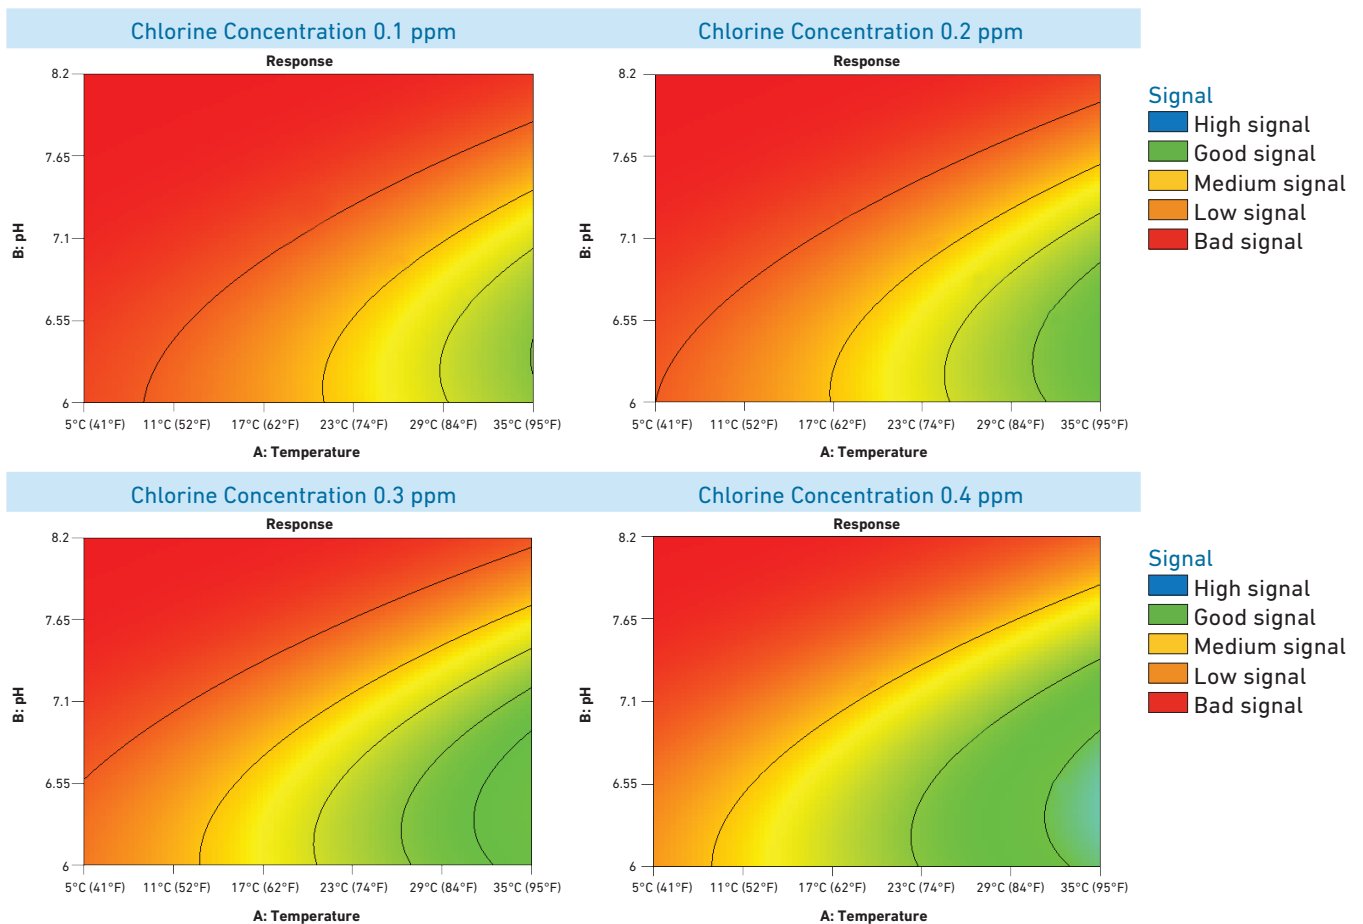 Chlorine Concentration 0.1 ppm
Chlorine Concentration 0.2 ppm
Response
8.2
7.65
7.1
6.55
6
B: pH
5°C (41°F) 11°C (52°F) 17°C (62°F) 23°C (74°F) 29°C (84°F) 35°C (95°F)
A: Temperature
Response
8.2
7.65
7.1
6.55
6
B: pH
5°C (41°F) 11°C (52°F) 17°C (62°F) 23°C (74°F) 29°C (84°F) 35°C (95°F)
A: Temperature
Signal
High signal
Good signal
Medium signal
Low signal
Bad signal
Chlorine Concentration 0.3 ppm
Chlorine Concentration 0.4 ppm
Response
8.2
7.65
7.1
6.55
6
B: pH
5°C (41°F) 11°C (52°F) 17°C (62°F) 23°C (74°F) 29°C (84°F) 35°C (95°F)
A: Temperature
Response
8.2
7.65
7.1
6.55
6
B: pH
5°C (41°F) 11°C (52°F) 17°C (62°F) 23°C (74°F) 29°C (84°F) 35°C (95°F)
A: Temperature
Signal
High signal
Good signal
Medium signal
Low signal
Bad signal